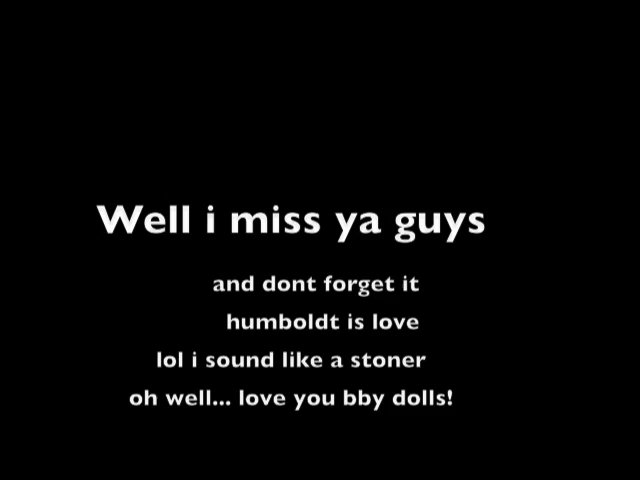 Well i miss ya guys
and dont forget it
humboldt is love
lol i sound like a stoner
oh well... love you bby dolls!